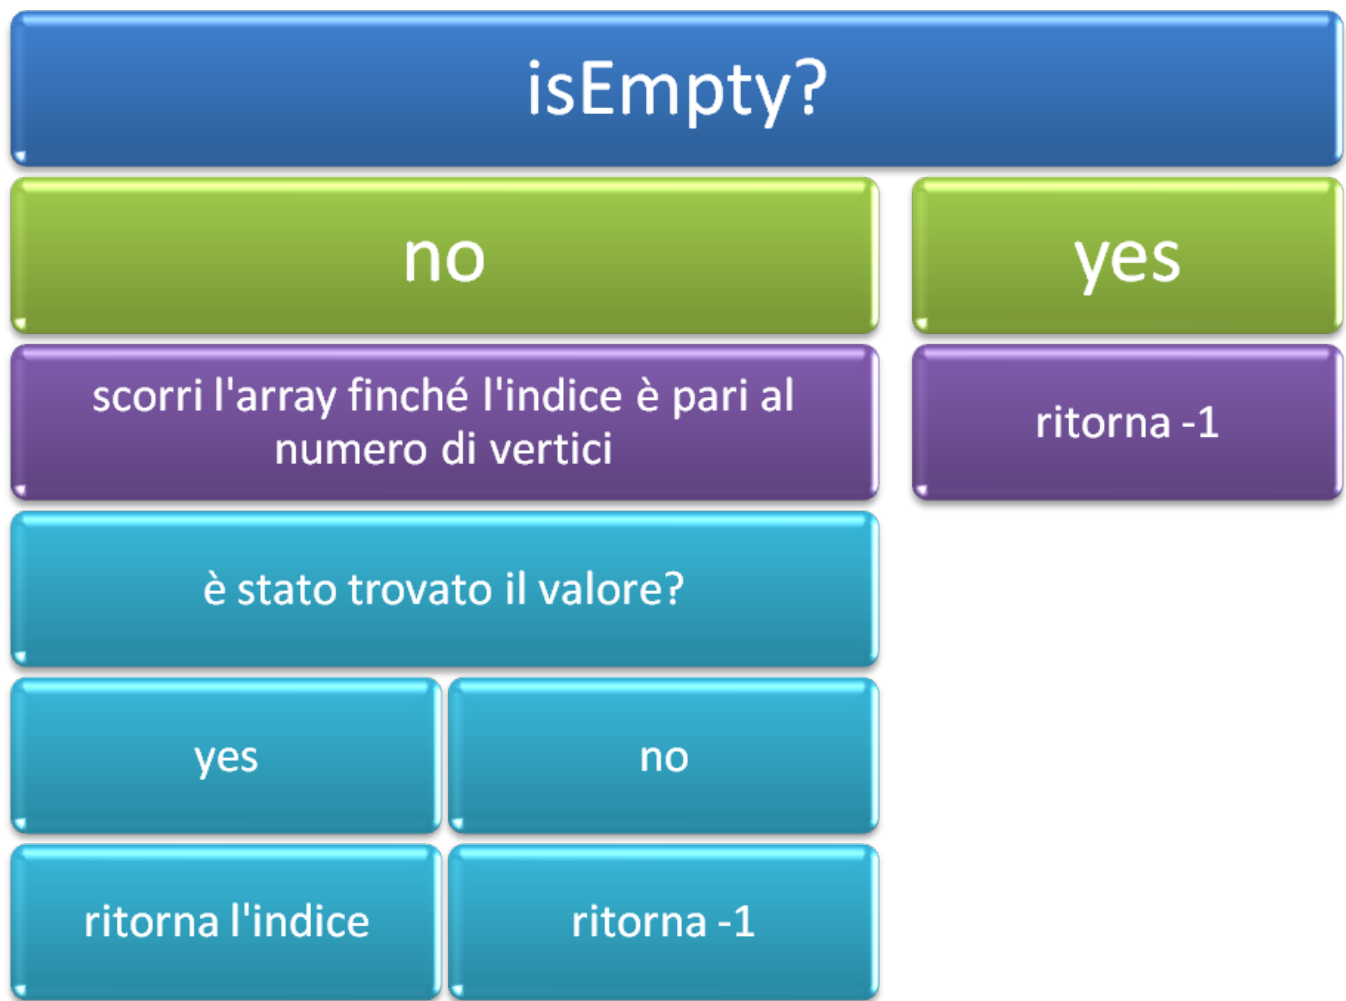 isEmpty?
no
yes
scorri l'array finché l'indice è pari al
numero di vertici
ritorna -1
è stato trovato il valore?
yes
no
ritorna l'indice
ritorna -1